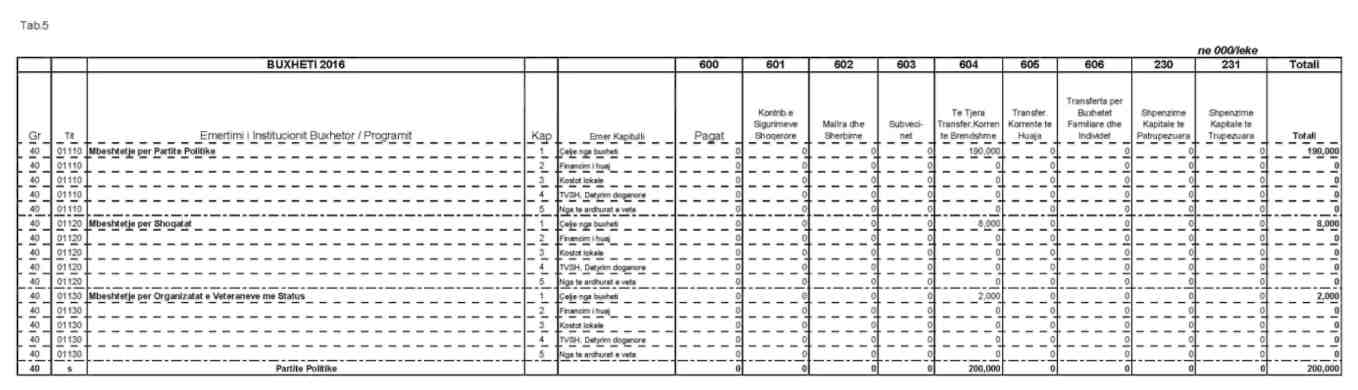 Tab.5
ne 000/leke
BUXHETI 2016 600 601 602 603 604 605 606 230 231 Totali
Gr Tit Emertimi i Institucionit Buxhetor / Programit Kap Emer Kapitulli Pagat Kontrib.e Sigurimeve Shoqerore Mallra dhe Sherbime Subvecionet Te Tjera Transfer.Korren te Brendshme Transfer. Korrente te Huaja Transferta per Buxhetet Familiare dhe Individet Shpenzime Kapitale te Patrupezuara Shpenzime Kapitale te Trupezuara Totali
40 01110 Mbeshtetje per Partite Politike 1 Celje nga buxheti 0 0 0 0 190,000 0 0 0 0 190,000
40 01110 2 Financim i huaj 0 0 0 0 0 0 0 0 0 0
40 01110 3 Kostot lokale 0 0 0 0 0 0 0 0 0 0
40 01110 4 TVSH, Detyrim doganore 0 0 0 0 0 0 0 0 0 0
40 01110 5 Nga te ardhurat e veta 0 0 0 0 0 0 0 0 0 0
40 01120 Mbeshtetje per Shoqatat 1 Celje nga buxheti 0 0 0 0 8,000 0 0 0 0 8,000
40 01120 2 Financim i huaj 0 0 0 0 0 0 0 0 0 0
40 01120 3 Kostot lokale 0 0 0 0 0 0 0 0 0 0
40 01120 4 TVSH, Detyrim doganore 0 0 0 0 0 0 0 0 0 0
40 01120 5 Nga te ardhurat e veta 0 0 0 0 0 0 0 0 0 0
40 01130 Mbeshtetje per Organizatat e Veteraneve me Status 1 Celje nga buxheti 0 0 0 0 2,000 0 0 0 0 2,000
40 01130 2 Financim i huaj 0 0 0 0 0 0 0 0 0 0
40 01130 3 Kostot lokale 0 0 0 0 0 0 0 0 0 0
40 01130 4 TVSH, Detyrim doganore 0 0 0 0 0 0 0 0 0 0
40 01130 5 Nga te ardhurat e veta 0 0 0 0 0 0 0 0 0 0
40 s Partite Politike 0 0 0 0 200,000 0 0 0 0 200,000